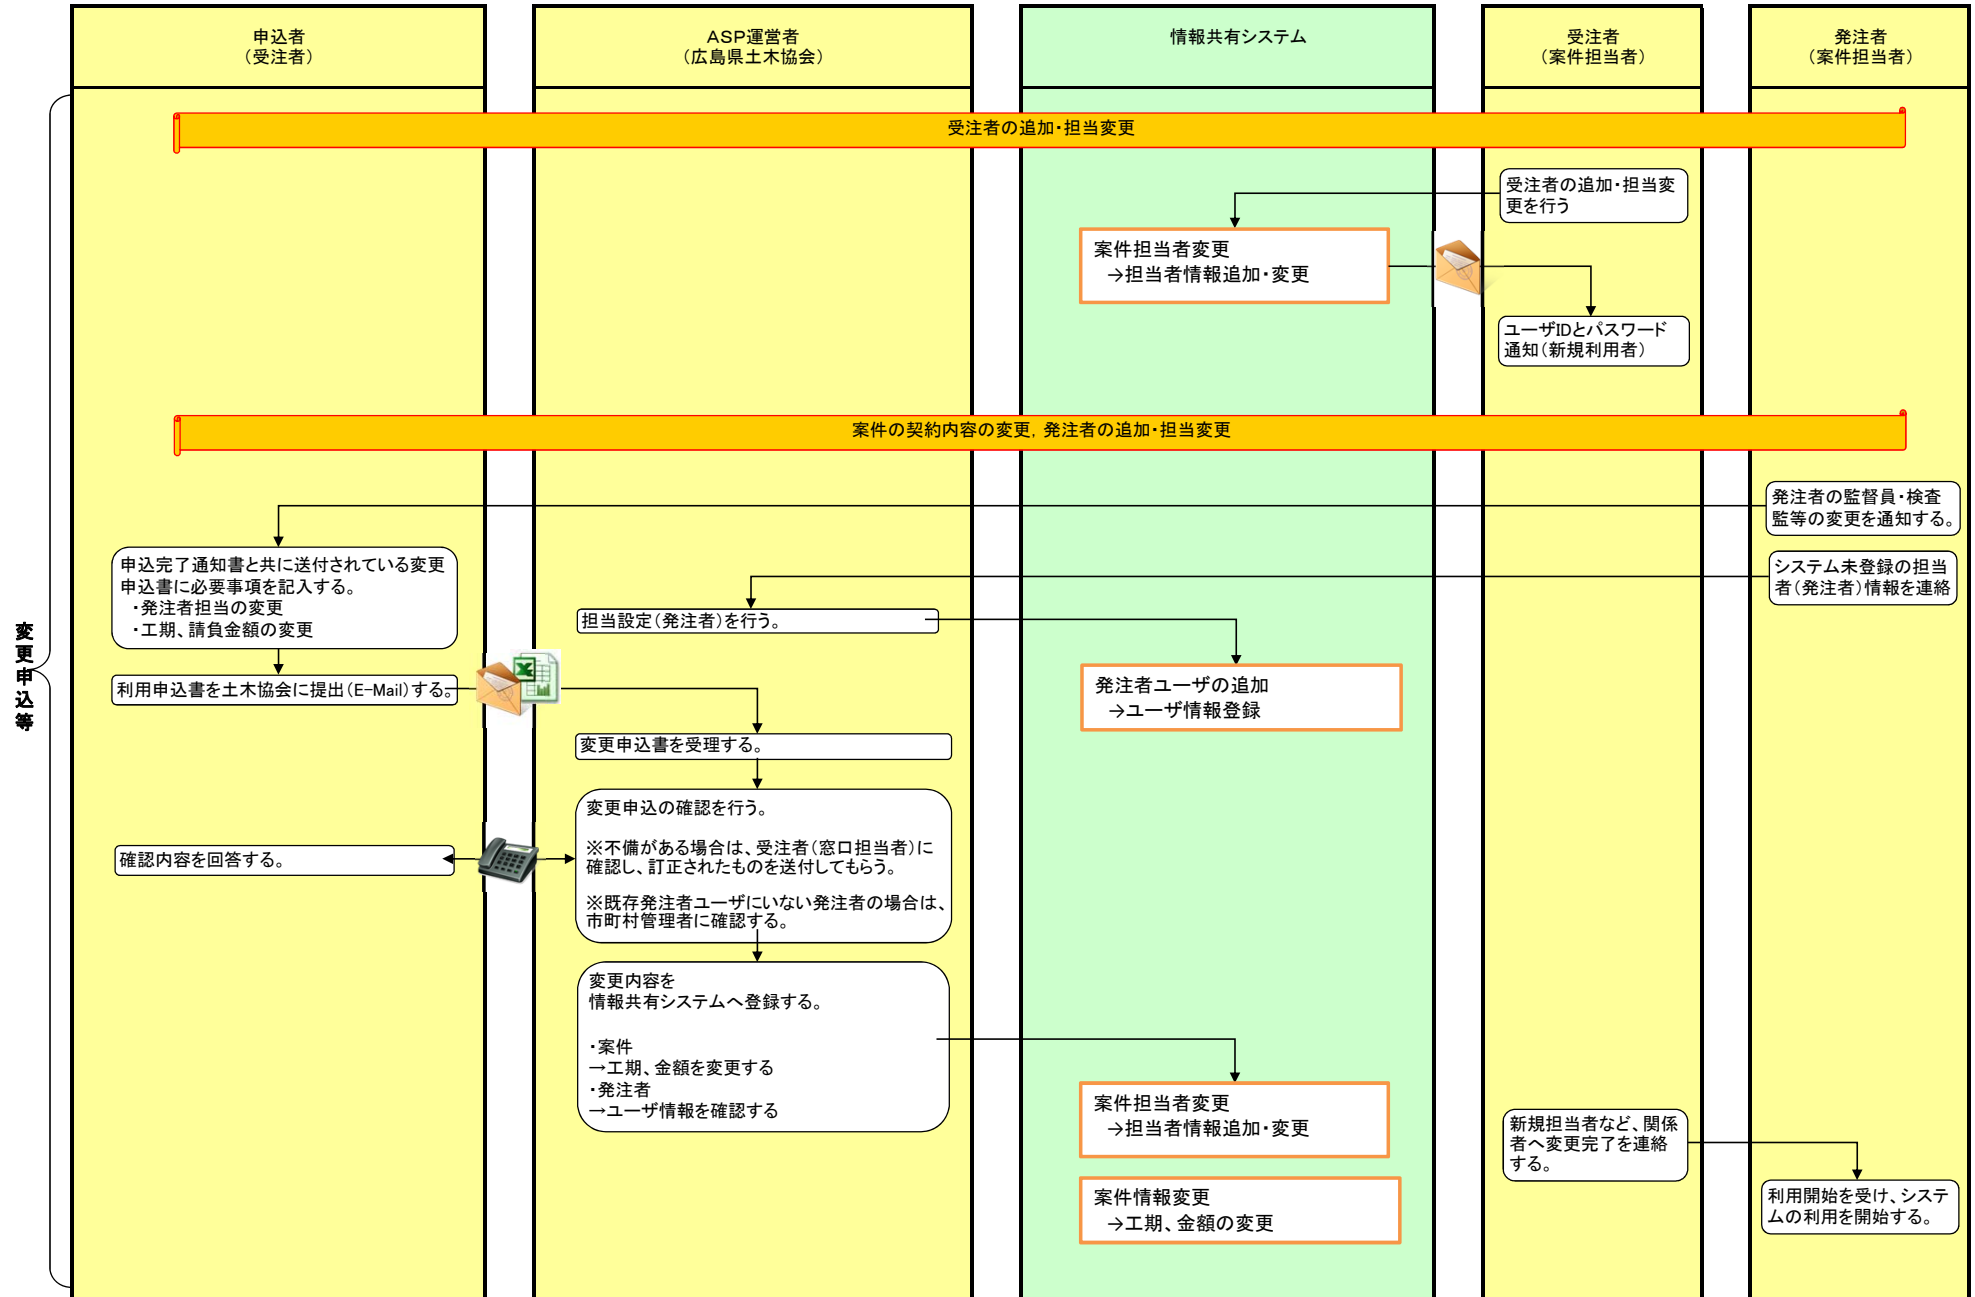 申込者
（受注者）
ASP運営者
（広島県土木協会）
情報共有システム
受注者
（案件担当者）
発注者
（案件担当者）
変更申込等
受注者の追加・担当変更
受注者の追加・担当変
更を行う
案件担当者変更
→担当者情報追加・変更
ユーザIDとパスワード
通知（新規利用者）
案件の契約内容の変更，発注者の追加・担当変更
発注者の監督員・検査
監等の変更を通知する。
申込完了通知書と共に送付されている変更
申込書に必要事項を記入する。
・発注者担当の変更
・工期、請負金額の変更
システム未登録の担当
者（発注者）情報を連絡
担当設定（発注者）を行う。
利用申込書を土木協会に提出（E-Mail）する。
発注者ユーザの追加
→ユーザ情報登録
変更申込書を受理する。
変更申込の確認を行う。
※不備がある場合は、受注者（窓口担当者）に
確認し、訂正されたものを送付してもらう。
※既存発注者ユーザにいない発注者の場合は、
市町村管理者に確認する。
確認内容を回答する。
変更内容を
情報共有システムへ登録する。
・案件
→工期、金額を変更する
・発注者
→ユーザ情報を確認する
案件担当者変更
→担当者情報追加・変更
案件情報変更
→工期、金額の変更
新規担当者など、関係
者へ変更完了を連絡
する。
利用開始を受け、システ
ムの利用を開始する。